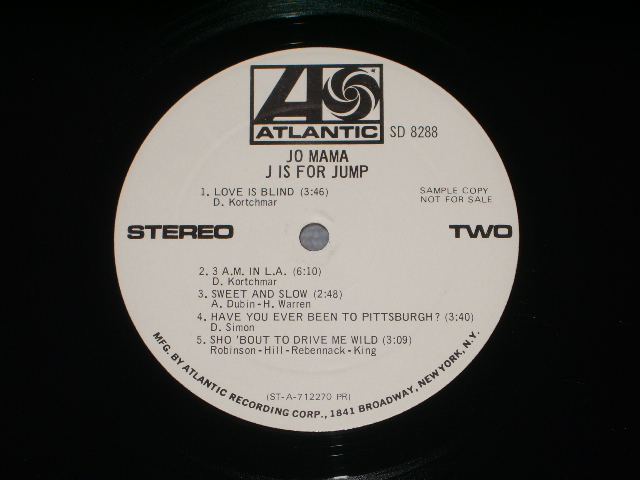 ATLANTIC
SD 8288
JO MAMA
J IS FOR JUMP
1. LOVE IS BLIND (3:46)
D. Kortchmar
SAMPLE COPY
NOT FOR SALE
STEREO
TWO
2. 3 A.M. IN L.A. (6:10)
D. Kortchmar
3. SWEET AND SLOW (2:48)
A. Dubin-H. Warren
4. HAVE YOU EVER BEEN TO PITTSBURGH? (3:40)
D. Simon
5. SHO 'BOUT TO DRIVE ME WILD (3:09)
Robinson-Hill-Rebennack-King
(ST-A-712270 PR)
MFG. BY ATLANTIC RECORDING CORP., 1841 BROADWAY, NEW YORK, N.Y.